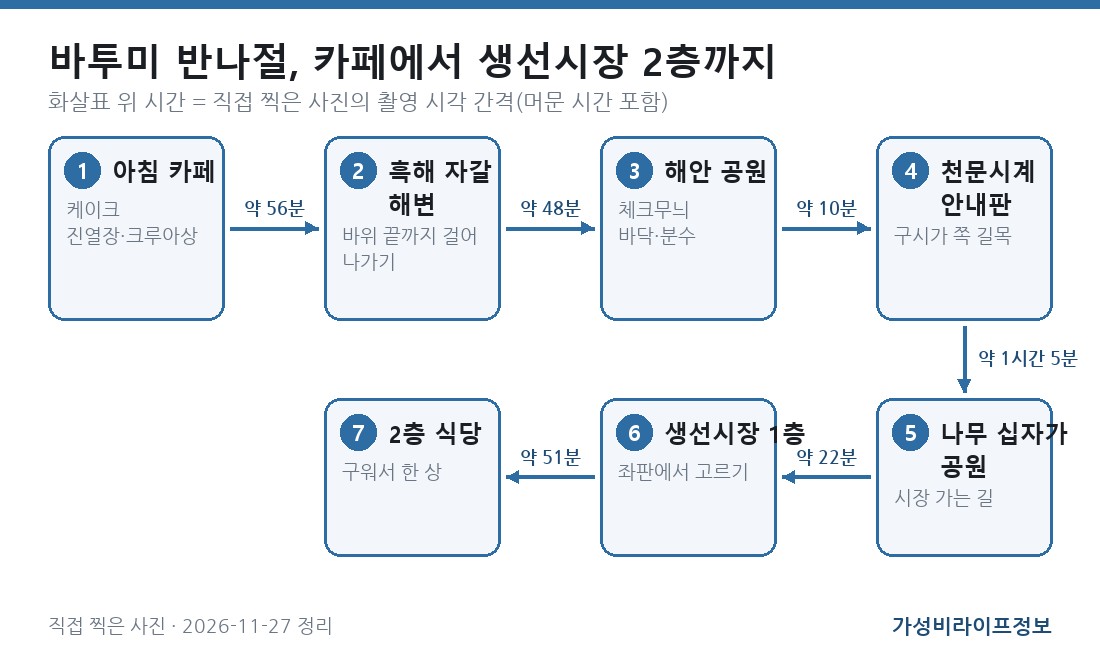 바투미 반나절, 카페에서 생선시장 2층까지
화살표 위 시간 = 직접 찍은 사진의 촬영 시각 간격(머문 시간 포함)
1 아침 카페
케이크
진열장·크루아상
약 56분
2 흑해 자갈
해변
바위 끝까지 걸어
나가기
약 48분
3 해안 공원
체크무늬
바닥·분수
약 10분
4 천문시계
안내판
구시가 쪽 길목
약 1시간 5분
5 나무 십자가
공원
시장 가는 길
약 22분
6 생선시장 1층
좌판에서 고르기
약 51분
7 2층 식당
구워서 한 상
직접 찍은 사진 · 2026-11-27 정리
가성비라이프정보